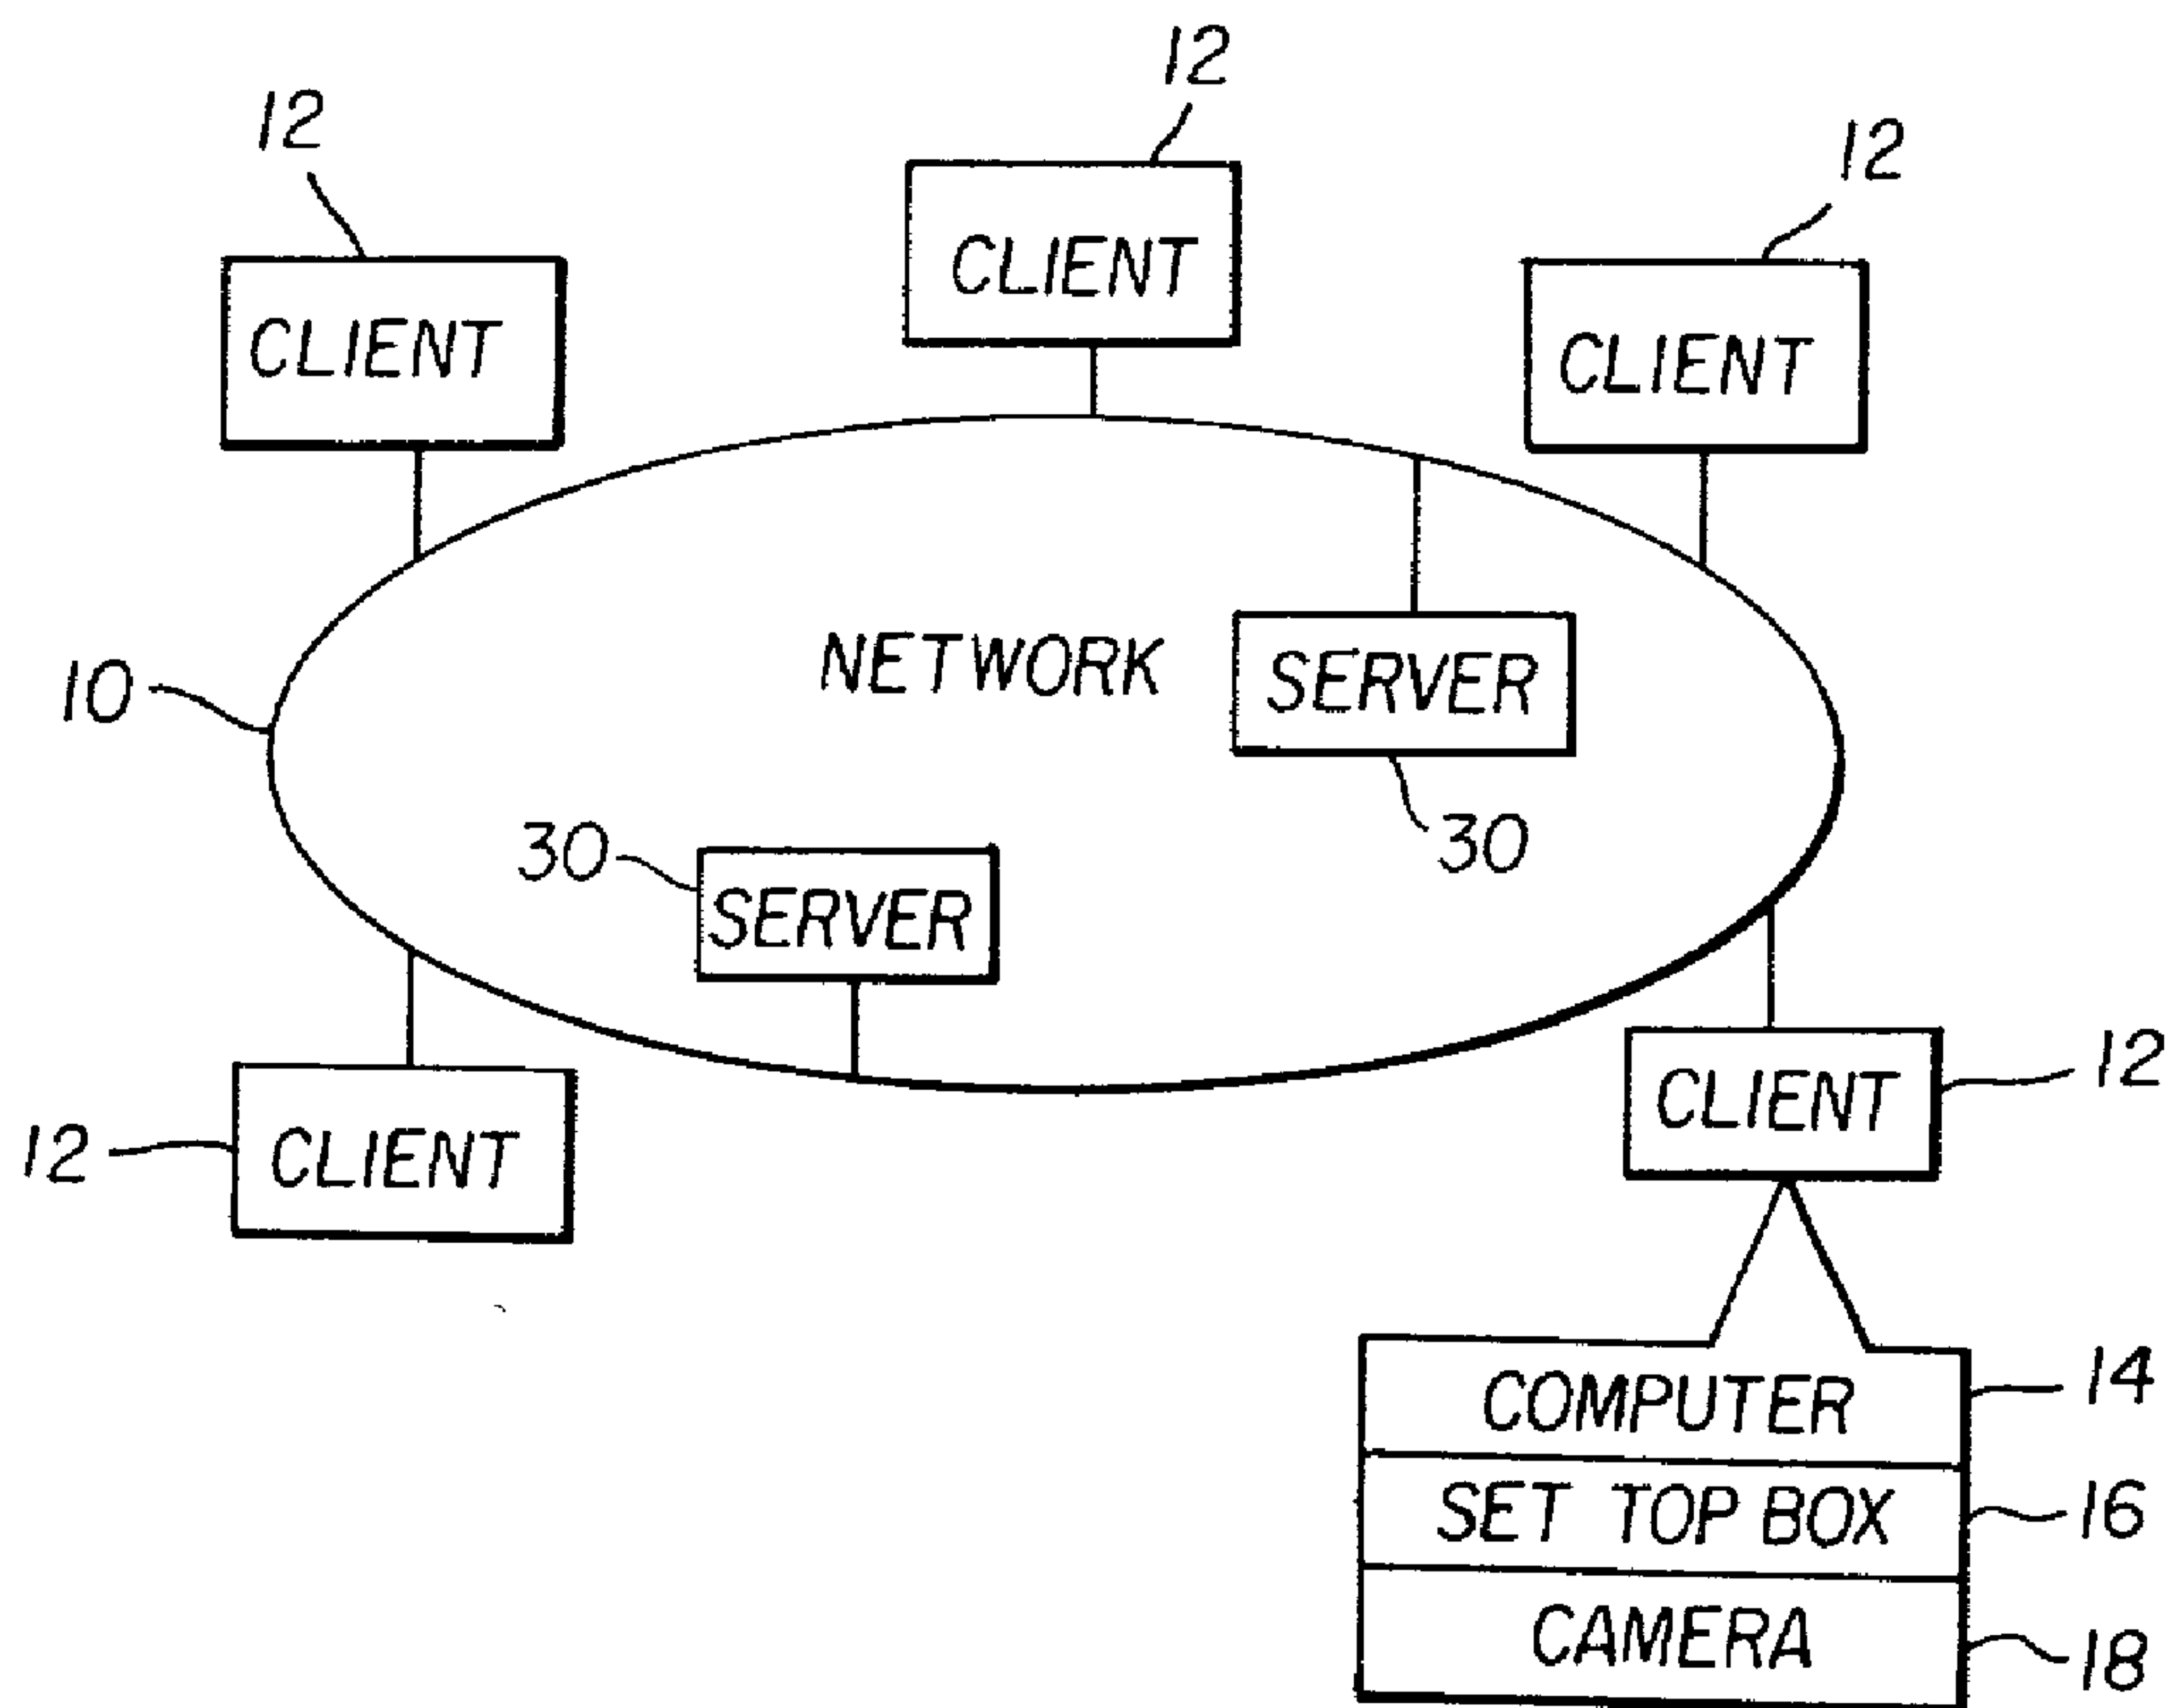 12
12
12
CLIENT
CLIENT
CLIENT
NETWORK
SERVER
10
30
30
SERVER
CLIENT
12
12
CLIENT
COMPUTER
14
SET TOP BOX
16
CAMERA
18